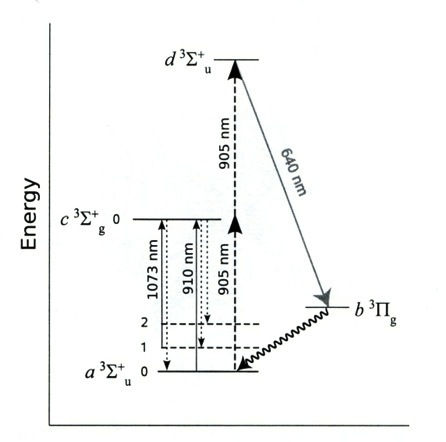 d ³Σ⁺ᵤ
905 nm
640 nm
Energy
c ³Σ⁺g 0
1073 nm
910 nm
905 nm
b ³Πg
2
1
a ³Σ⁺ᵤ 0